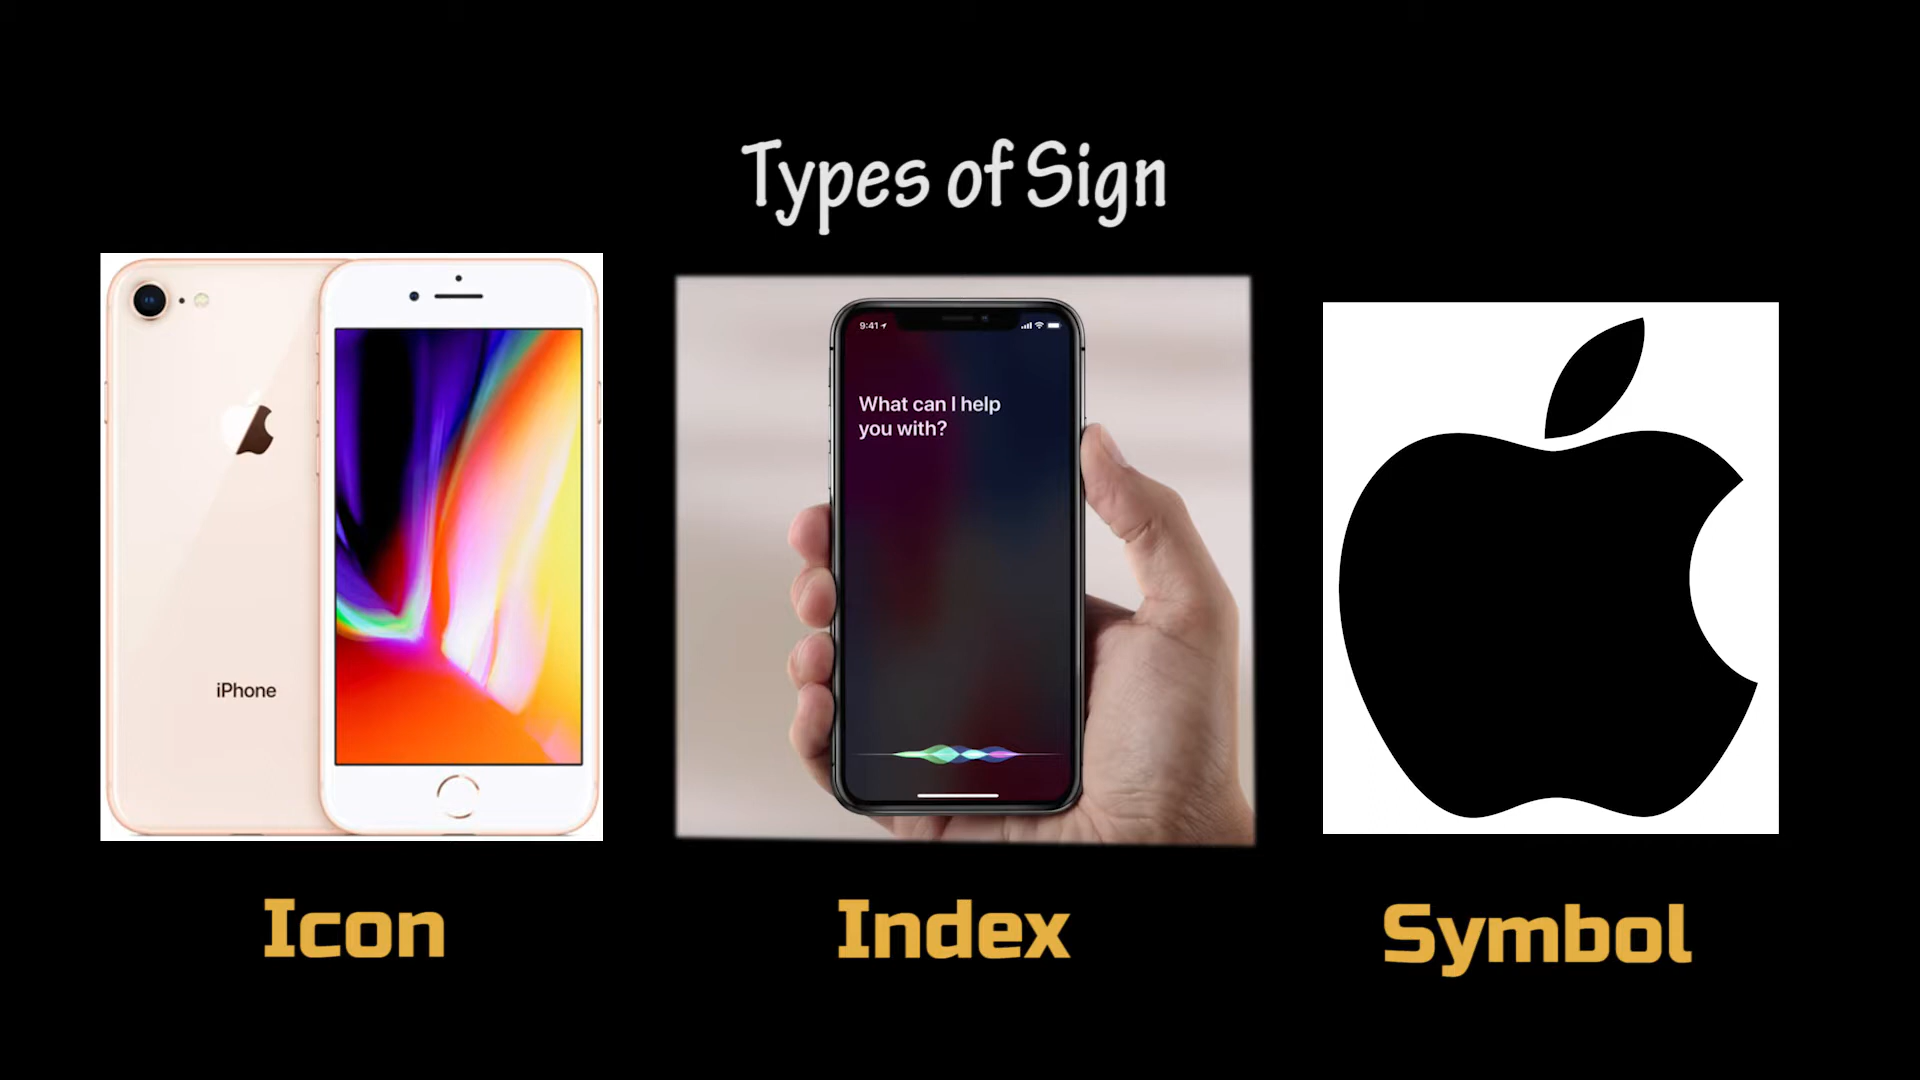 Types of Sign
iPhone
9:41
What can I help
you with?
Icon
Index
Symbol